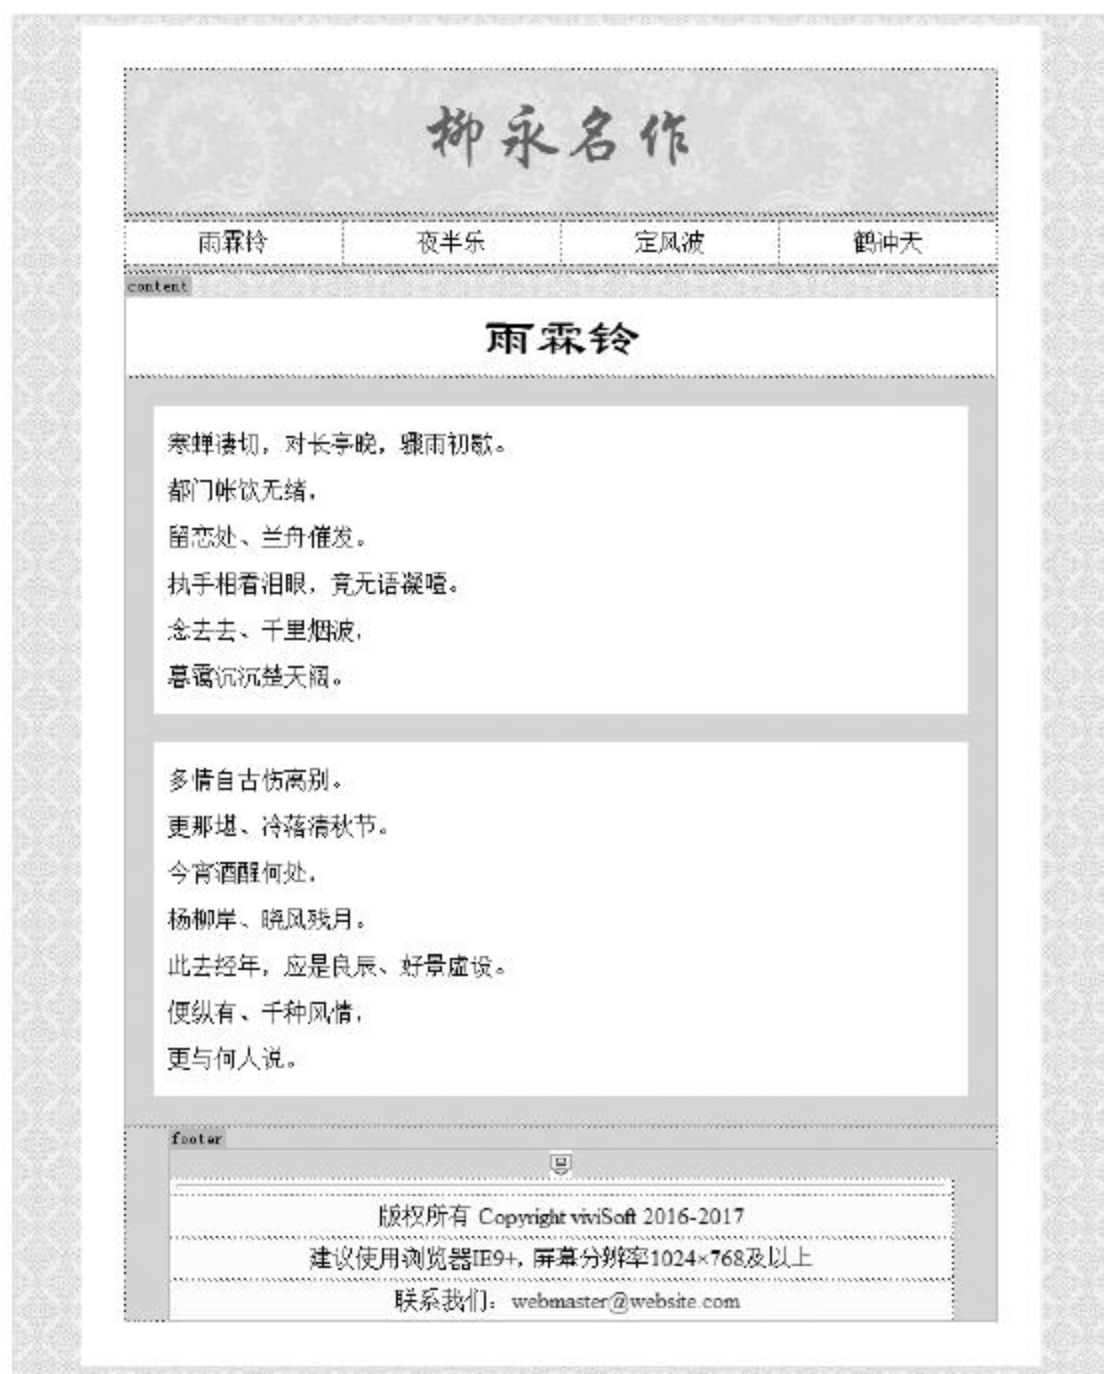 柳永名作
雨霖铃 夜半乐 定风波 鹤冲天
content
雨霖铃
寒蝉凄切，对长亭晚，骤雨初歇。
都门帐饮无绪，
留恋处、兰舟催发。
执手相看泪眼，竟无语凝噎。
念去去、千里烟波，
暮霭沉沉楚天阔。
多情自古伤离别。
更那堪、冷落清秋节。
今宵酒醒何处，
杨柳岸、晓风残月。
此去经年，应是良辰、好景虚设。
便纵有、千种风情，
更与何人说。
footer
版权所有 Copyright viviSoft 2016-2017
建议使用浏览器IE9+, 屏幕分辨率1024×768及以上
联系我们：webmaster@website.com